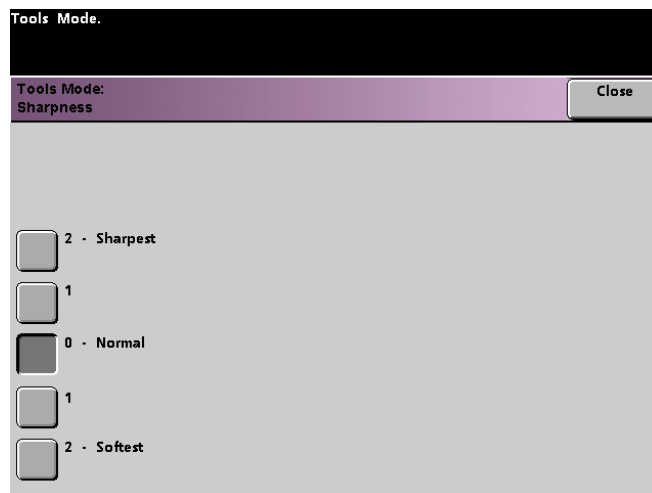 Tools Mode.
Tools Mode:
Sharpness
Close
2 - Sharpest
1
0 - Normal
1
2 - Softest